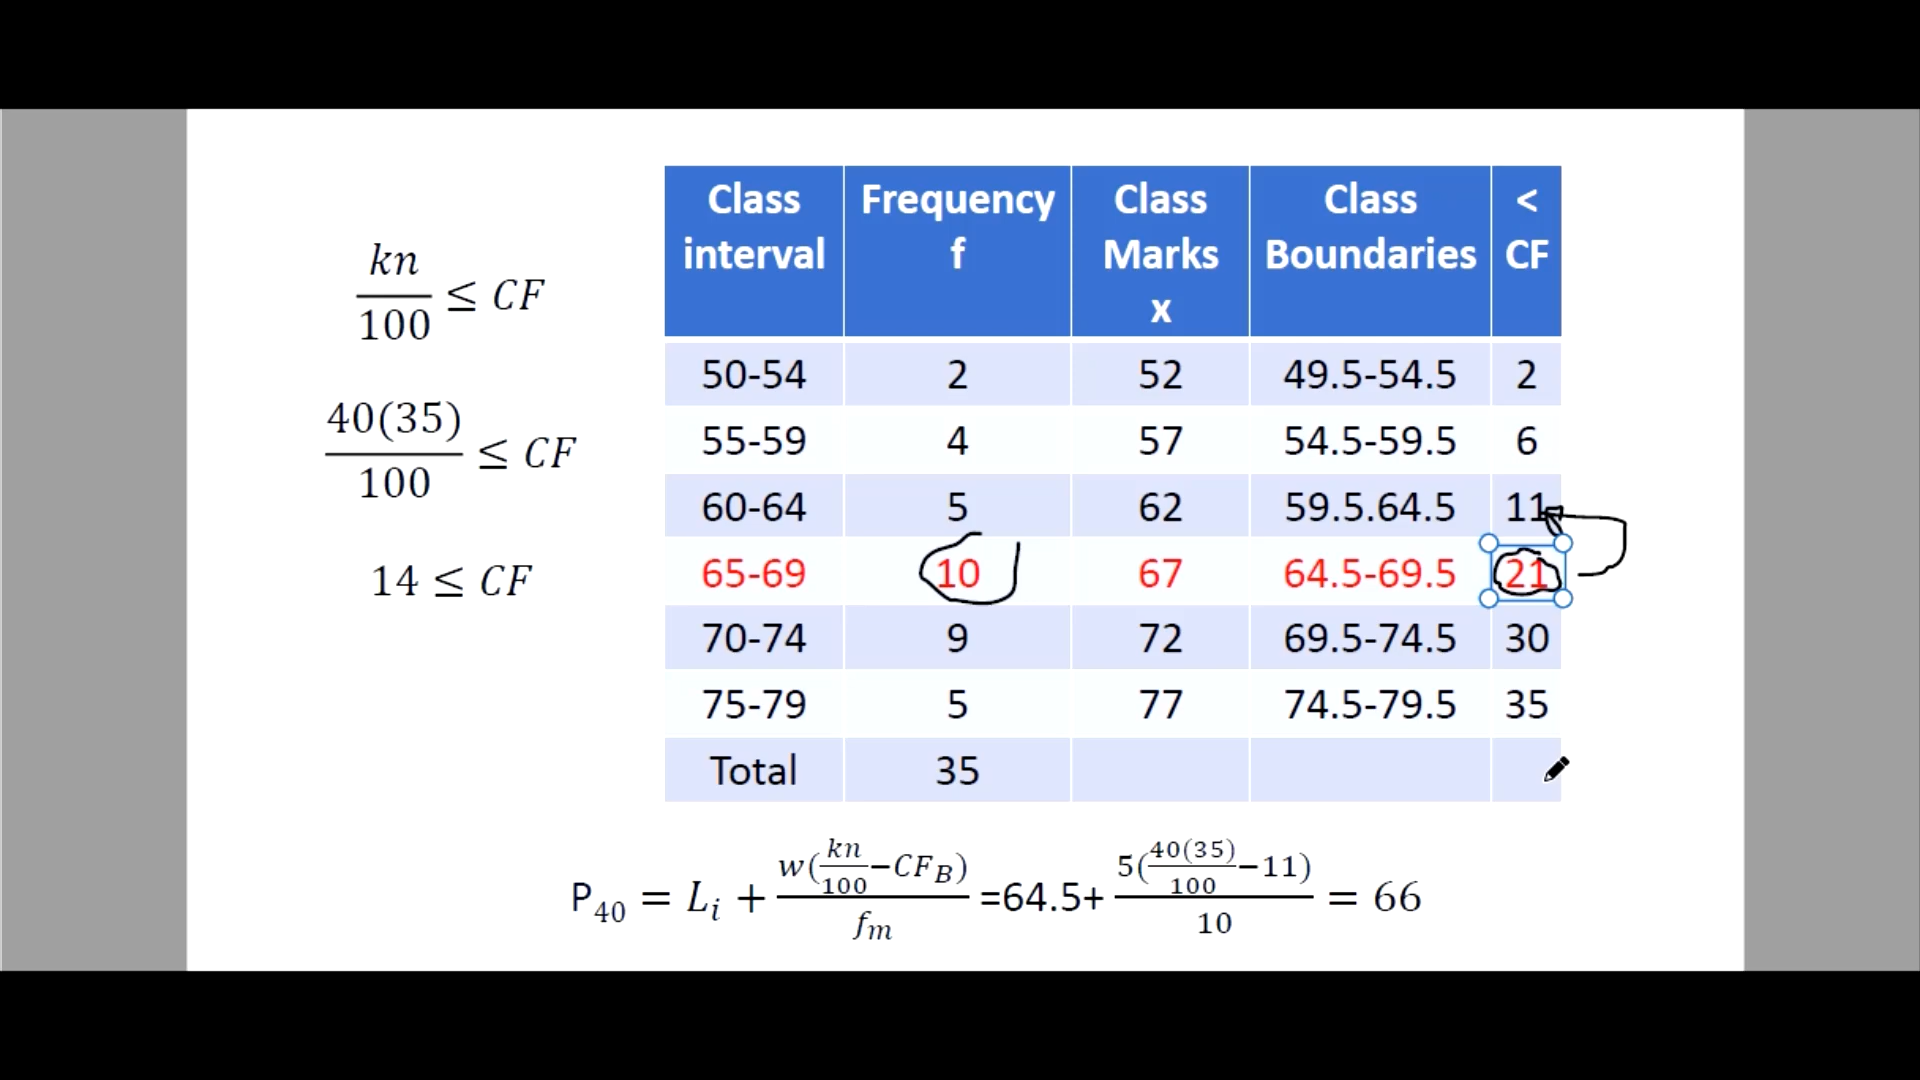 kn/100 ≤ CF
40(35)/100 ≤ CF
14 ≤ CF
Class interval | Frequency f | Class Marks x | Class Boundaries | < CF
50-54 | 2 | 52 | 49.5-54.5 | 2
55-59 | 4 | 57 | 54.5-59.5 | 6
60-64 | 5 | 62 | 59.5.64.5 | 11
65-69 | 10 | 67 | 64.5-69.5 | 21
70-74 | 9 | 72 | 69.5-74.5 | 30
75-79 | 5 | 77 | 74.5-79.5 | 35
Total | 35
P₄₀ = Lᵢ + w(kn/100−CF_B)/fₘ =64.5+ 5(40(35)/100−11)/10 = 66